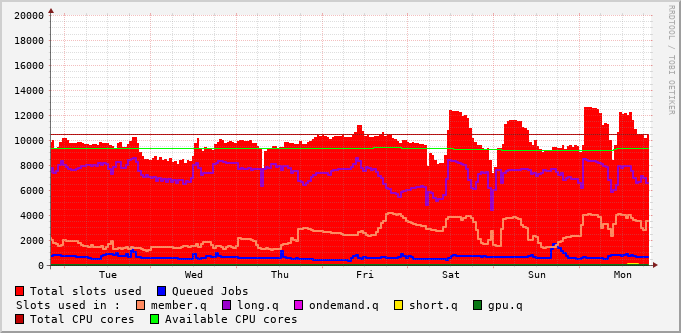 20000
18000
16000
14000
12000
10000
8000
6000
4000
2000
0
Tue Wed Thu Fri Sat Sun Mon
Total slots used Queued Jobs
Slots used in : member.q long.q ondemand.q short.q gpu.q
Total CPU cores Available CPU cores
RRDTOOL / TOBI OETIKER